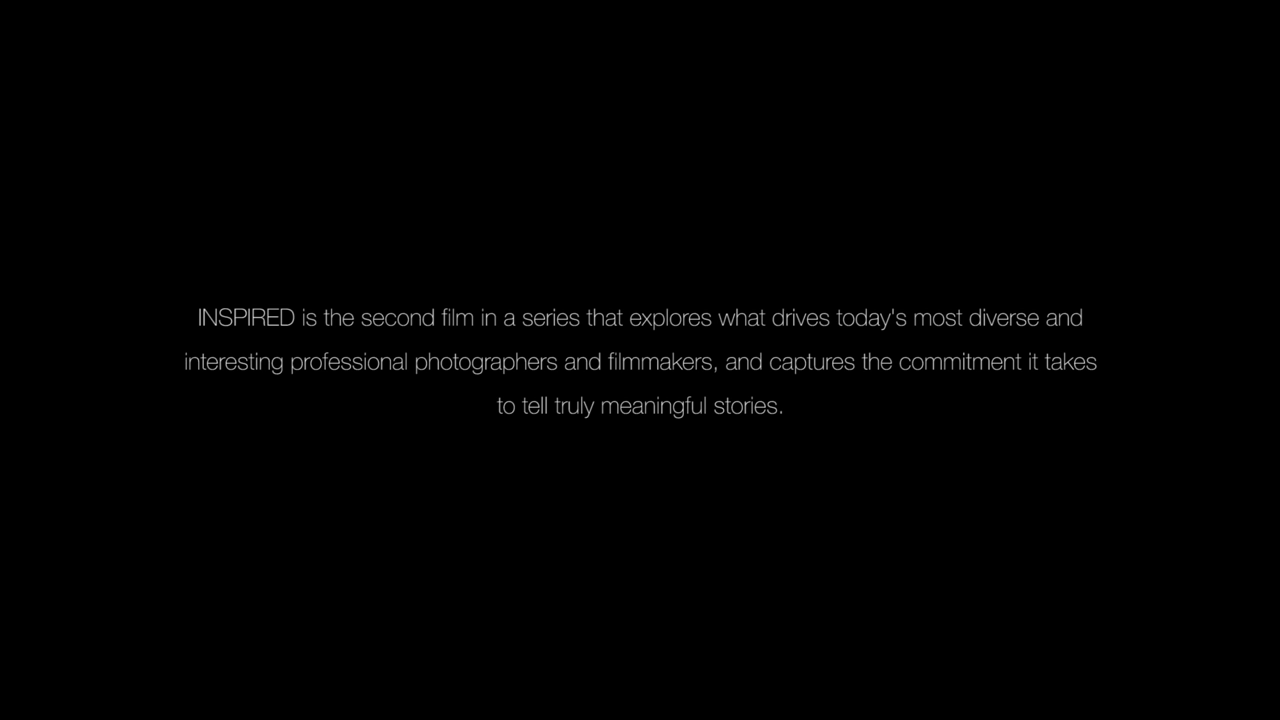 INSPIRED is the second film in a series that explores what drives today's most diverse and
interesting professional photographers and filmmakers, and captures the commitment it takes
to tell truly meaningful stories.